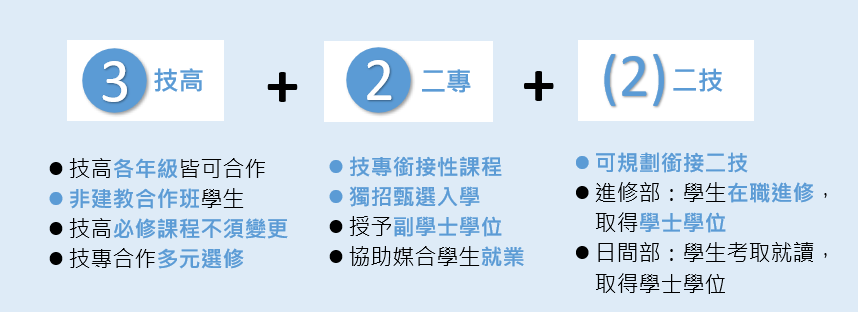 3 技高 + 2 二專 + (2) 二技
● 技高各年級皆可合作
● 非建教合作班學生
● 技高必修課程不須變更
● 技專合作多元選修
● 技專銜接性課程
● 獨招甄選入學
● 授予副學士學位
● 協助媒合學生就業
● 可規劃銜接二技
● 進修部：學生在職進修，
取得學士學位
● 日間部：學生考取就讀，
取得學士學位